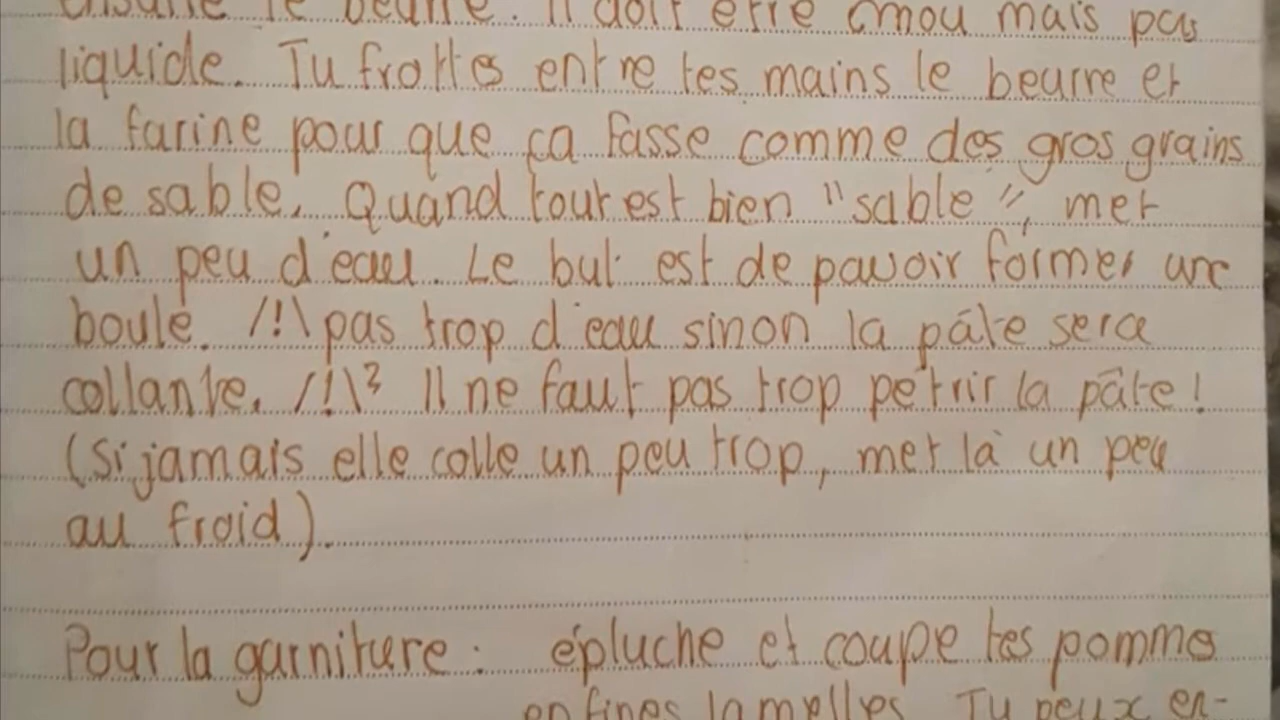 ensuite le beurre. Il doit être mou mais pas
liquide. Tu frottes entre tes mains le beurre et
la farine pour que ça fasse comme des gros grains
de sable. Quand tout est bien "sable", met
un peu d'eau. Le but est de pouvoir former une
boule. /!\ pas trop d'eau sinon la pâte sera
collante. /!\² Il ne faut pas trop pétrir la pâte !
(Si jamais elle colle un peu trop, met là un peu
au froid).
Pour la garniture : épluche et coupe tes pommes
en fines lamelles. Tu peux en-